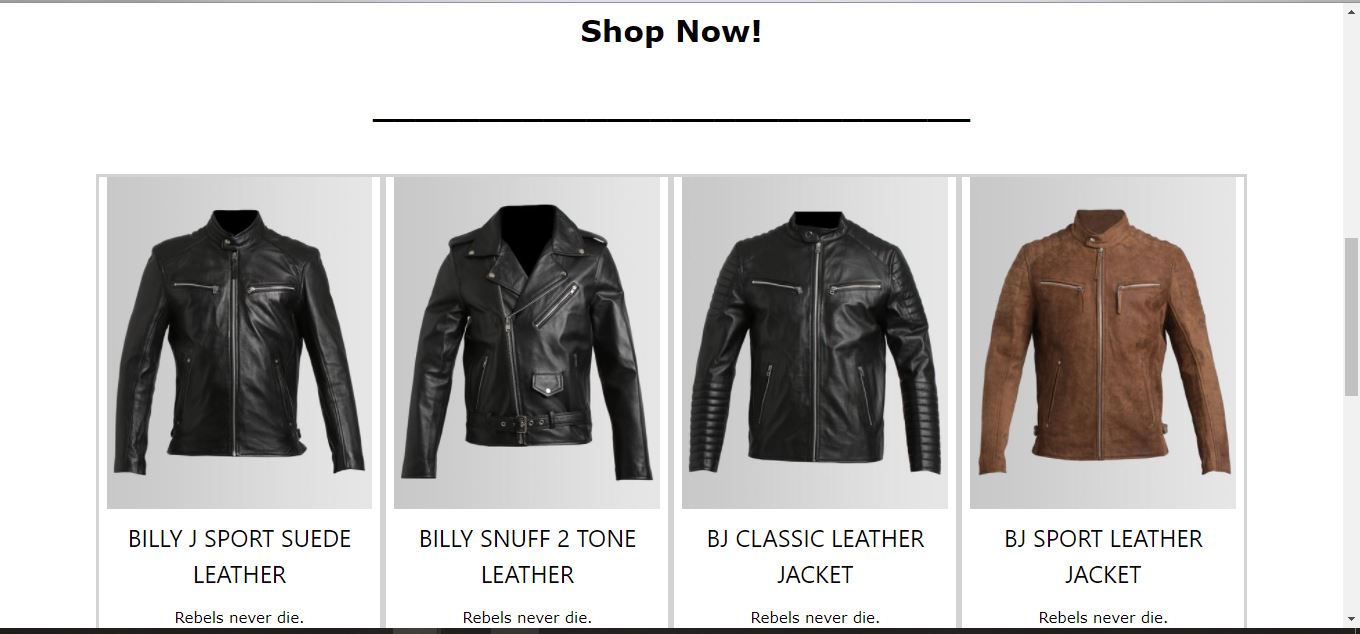 Shop Now!
BILLY J SPORT SUEDE
LEATHER
Rebels never die.
BILLY SNUFF 2 TONE
LEATHER
Rebels never die.
BJ CLASSIC LEATHER
JACKET
Rebels never die.
BJ SPORT LEATHER
JACKET
Rebels never die.